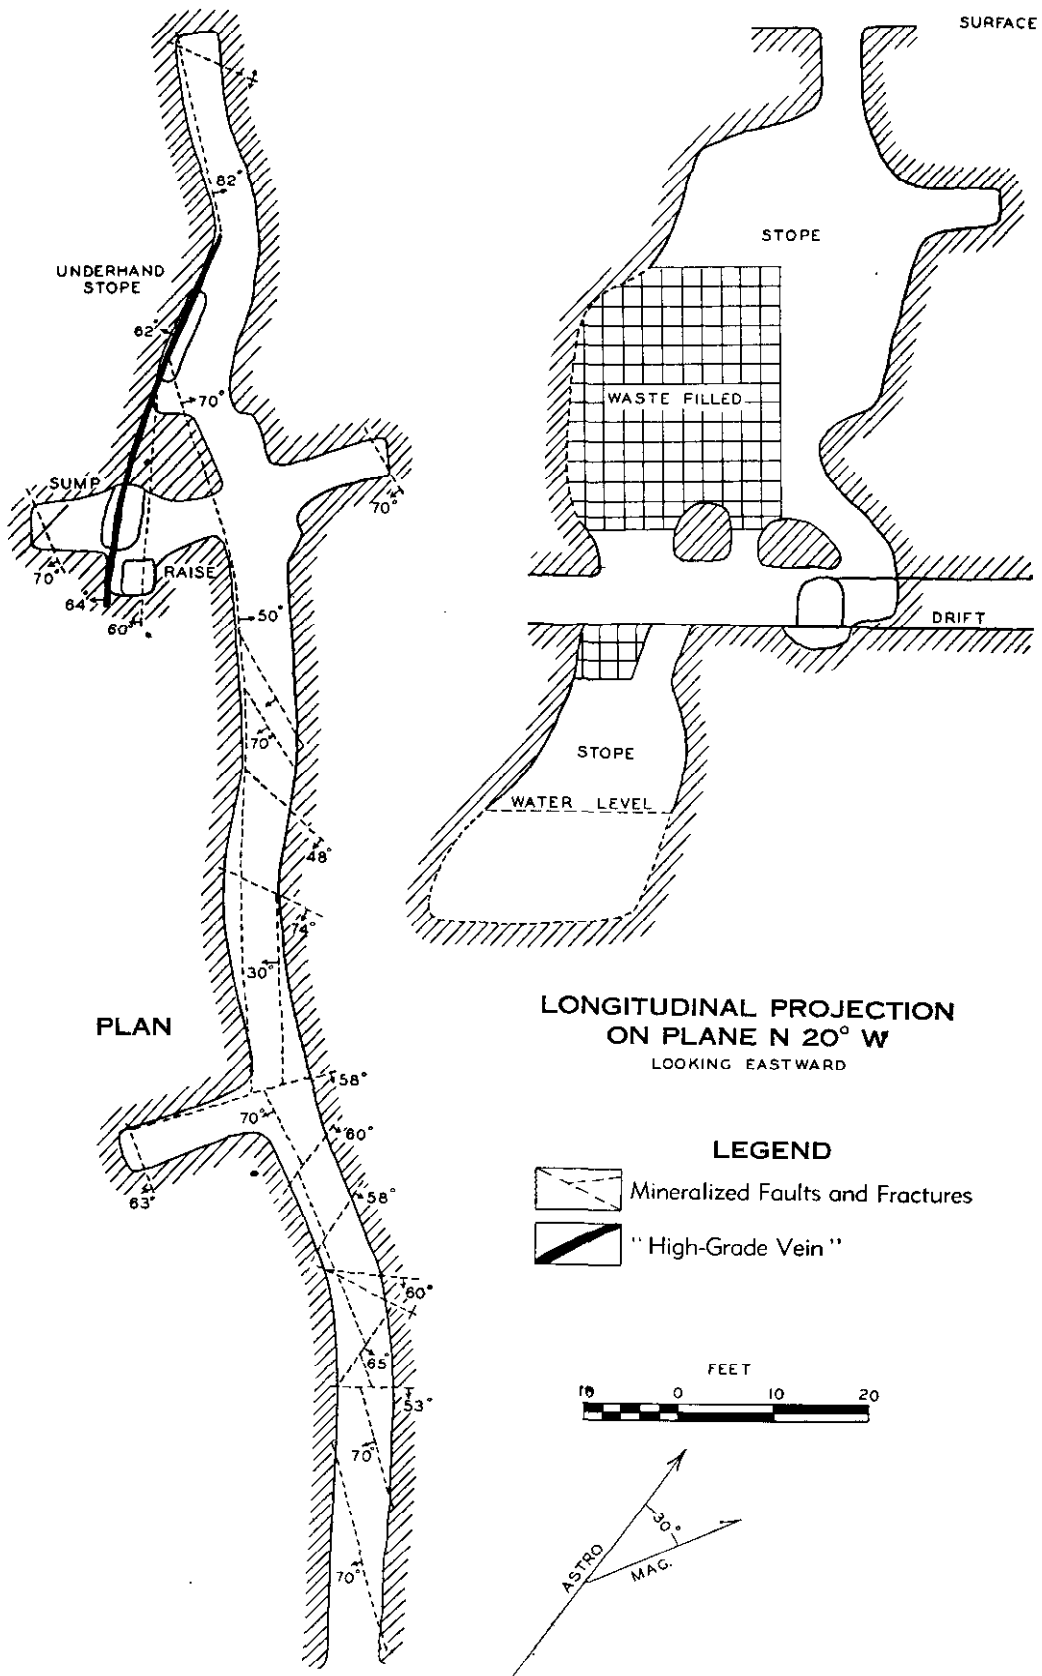 SURFACE
82°
UNDERHAND
STOPE
STOPE
62°
70°
WASTE FILLED
SUMP
70°
70°
RAISE
64°
60°
50°
DRIFT
70°
STOPE
WATER LEVEL
48°
74°
30°
PLAN
LONGITUDINAL PROJECTION
ON PLANE N 20° W
LOOKING EASTWARD
58°
70°
60°
LEGEND
63°
58°
Mineralized Faults and Fractures
"High-Grade Vein"
60°
65°
53°
FEET
10 0 10 20
70°
30°
ASTRO
MAG.
70°